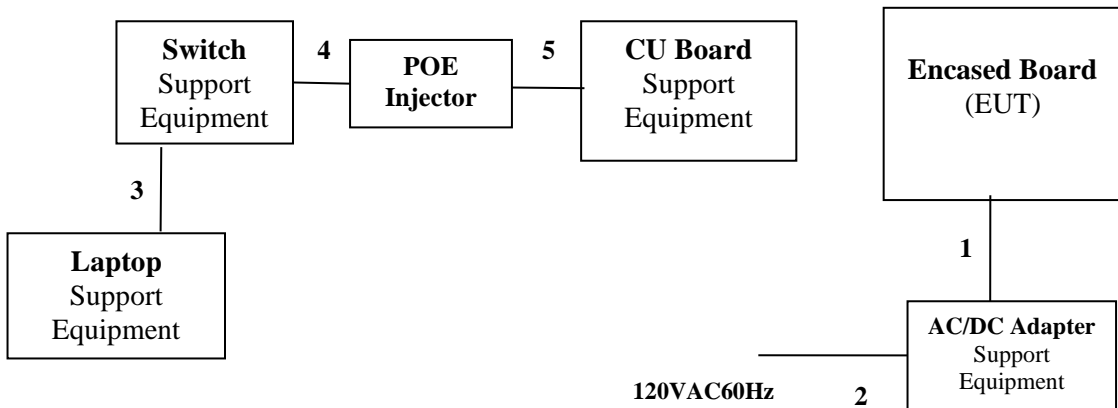 Switch
Support
Equipment
4
POE
Injector
5
CU Board
Support
Equipment
Encased Board
(EUT)
3
Laptop
Support
Equipment
1
AC/DC Adapter
Support
Equipment
120VAC60Hz
2